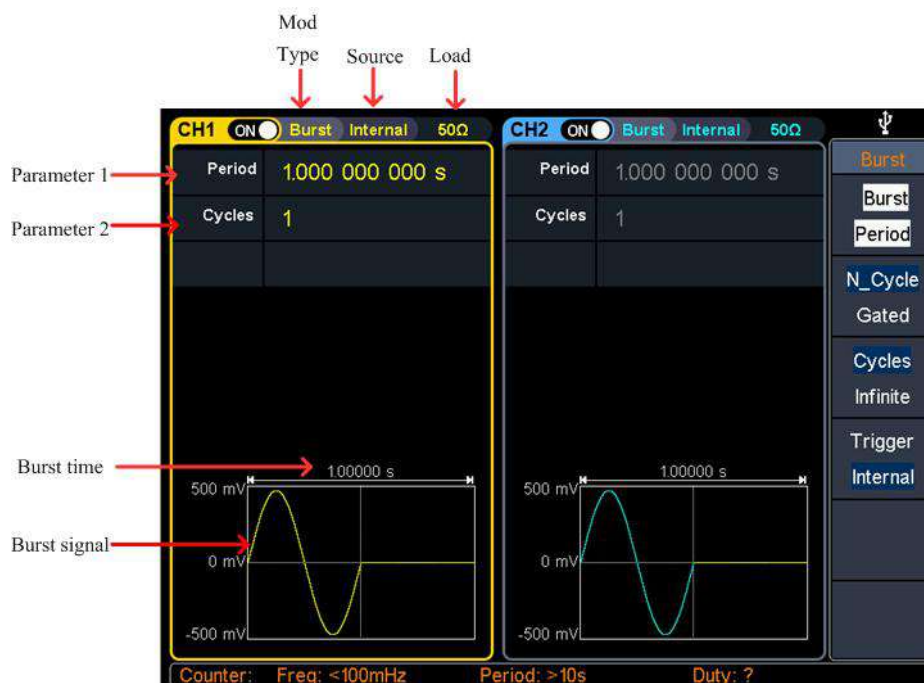 Mod
Type
Source
Load
CH1 ON Burst Internal 50Ω
CH2 ON Burst Internal 50Ω
Parameter 1
Period 1.000 000 000 s
Period 1.000 000 000 s
Parameter 2
Cycles 1
Cycles 1
Burst
Burst
Period
N_Cycle
Gated
Cycles
Infinite
Trigger
Internal
Burst time
1.00000 s
1.00000 s
500 mV
500 mV
Burst signal
0 mV
0 mV
-500 mV
-500 mV
Counter: Freq: <100mHz Period: >10s Duty: ?